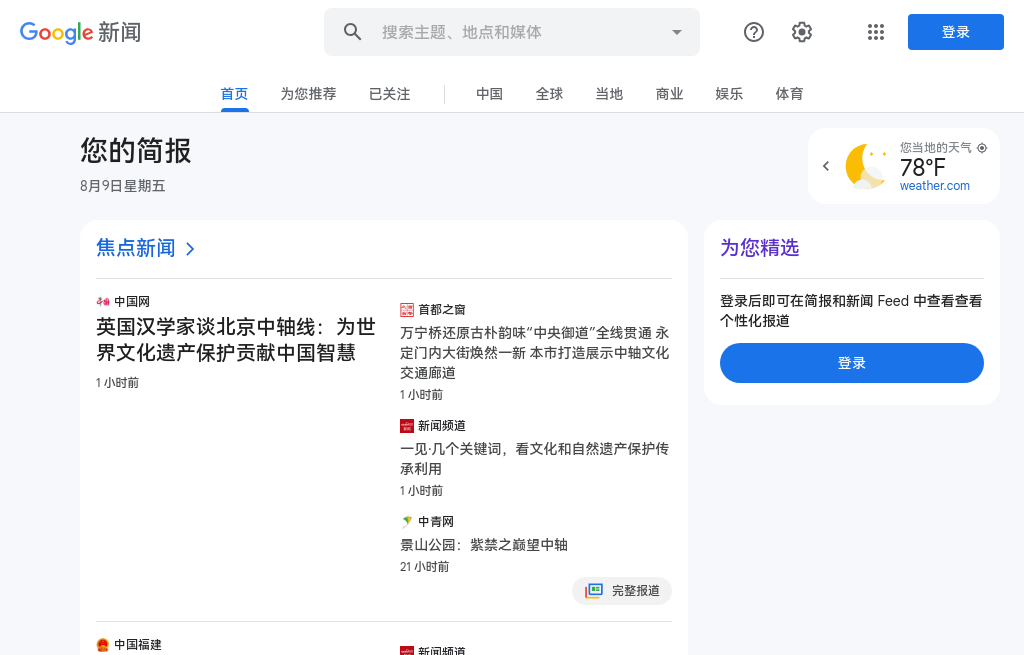 Google 新闻
搜索主题、地点和媒体
登录
首页 为您推荐 已关注 中国 全球 当地 商业 娱乐 体育
您的简报
8月9日星期五
您当地的天气
78°F
weather.com
焦点新闻
中国网
英国汉学家谈北京中轴线：为世
界文化遗产保护贡献中国智慧
1 小时前
首都之窗
万宁桥还原古朴韵味“中央御道”全线贯通 永
定门内大街焕然一新 本市打造展示中轴文化
交通廊道
1 小时前
新闻频道
一见·几个关键词，看文化和自然遗产保护传
承利用
1 小时前
中青网
景山公园：紫禁之巅望中轴
21 小时前
完整报道
中国福建
新闻频道
为您精选
登录后即可在简报和新闻 Feed 中查看查看
个性化报道
登录